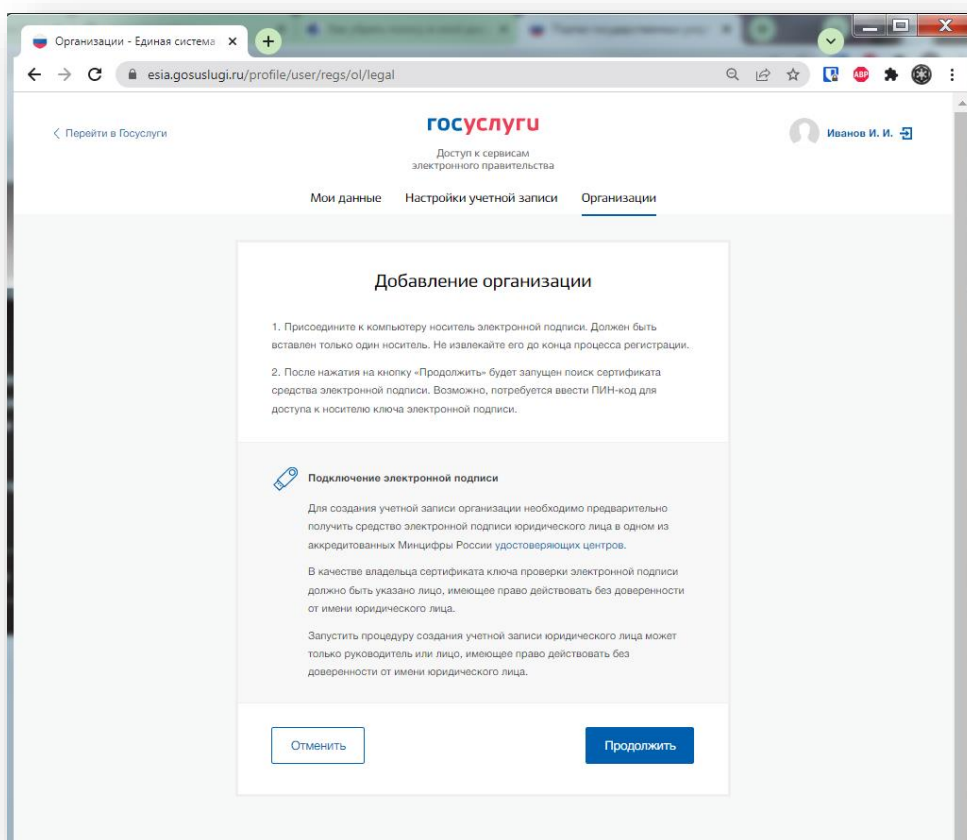 Организации - Единая система
esia.gosuslugi.ru/profile/user/regs/ol/legal
ABP
Перейти в Госуслуги
госуслуги
Иванов И. И.
Доступ к сервисам
электронного правительства
Мои данные Настройки учетной записи Организации
Добавление организации
1. Присоедините к компьютеру носитель электронной подписи. Должен быть
вставлен только один носитель. Не извлекайте его до конца процесса регистрации.
2. После нажатия на кнопку «Продолжить» будет запущен поиск сертификата
средства электронной подписи. Возможно, потребуется ввести ПИН-код для
доступа к носителю ключа электронной подписи.
Подключение электронной подписи
Для создания учетной записи организации необходимо предварительно
получить средство электронной подписи юридического лица в одном из
аккредитованных Минцифры России удостоверяющих центров.
В качестве владельца сертификата ключа проверки электронной подписи
должно быть указано лицо, имеющее право действовать без доверенности
от имени юридического лица.
Запустить процедуру создания учетной записи юридического лица может
только руководитель или лицо, имеющее право действовать без
доверенности от имени юридического лица.
Отменить Продолжить